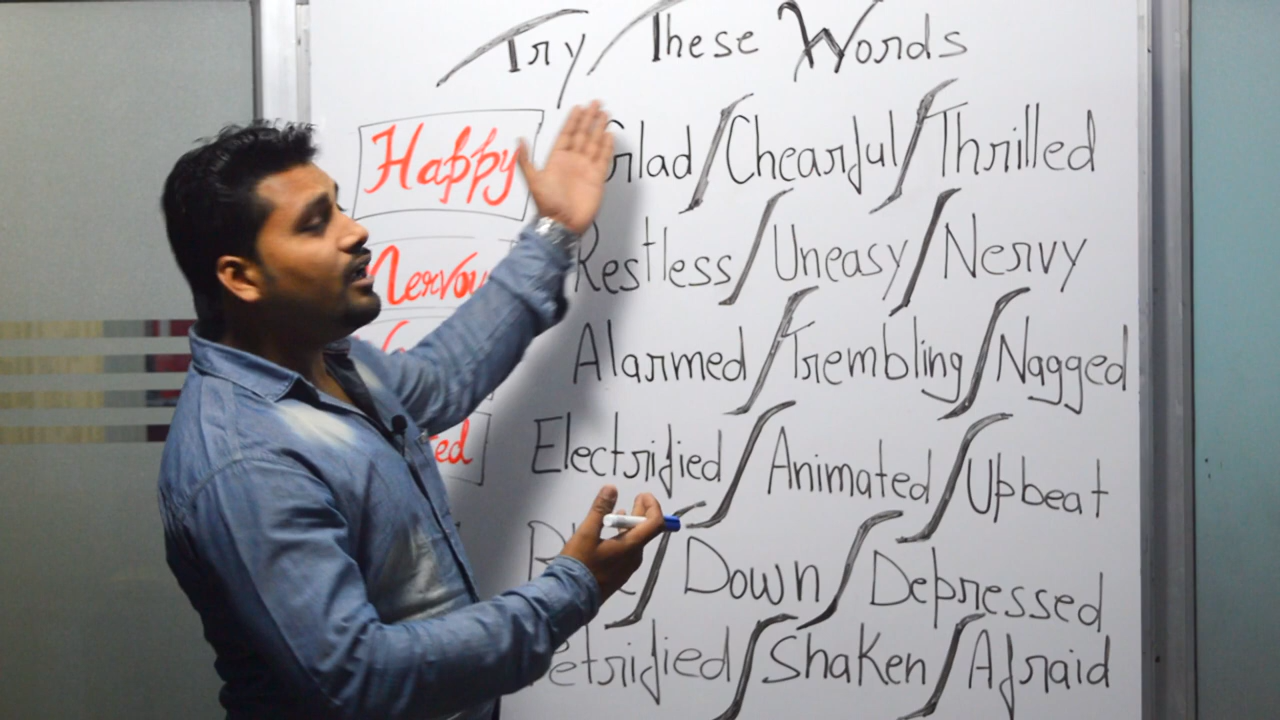 Try These Words
Happy Glad / Chearful / Thrilled
Nervou Restless / Uneasy / Nervy
Alarmed / Trembling / Nagged
ed Electrified / Animated / Upbeat
Down / Depressed
Petrified / Shaken / Afraid